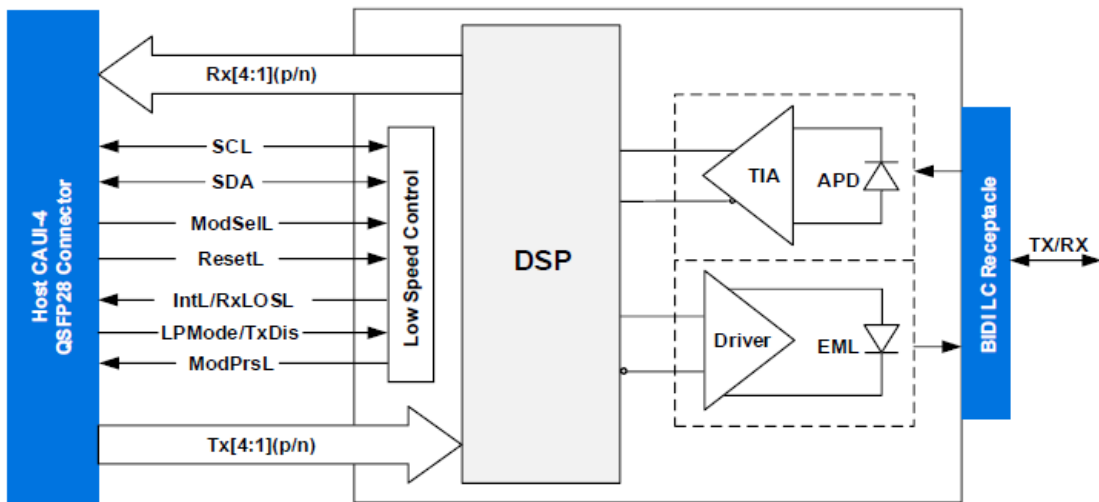 Host CAUI-4
QSFP28 Connector
Rx[4:1](p/n)
SCL
SDA
ModSelL
ResetL
IntL/RxLOSL
LPMode/TxDis
ModPrsL
Tx[4:1](p/n)
Low Speed Control
DSP
TIA
APD
Driver
EML
BIDI LC Receptacle
TX/RX